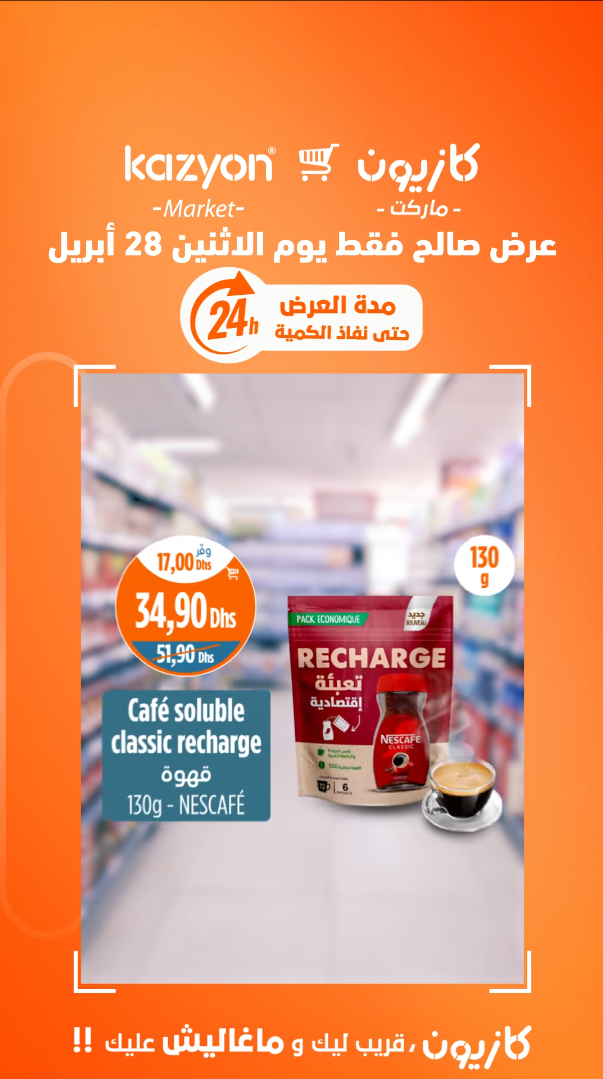 kazyon® كازيون
-Market- - ماركت -
عرض صالح فقط يوم الاثنين 28 أبريل
24h
مدة العرض
حتى نفاذ الكمية
وفّر
17,00 Dhs
34,90 Dhs
51,90 Dhs
130
g
PACK ECONOMIQUE
جديد
NOUVEAU
RECHARGE
تعبئة
إقتصادية
NESCAFÉ
CLASSIC
6
Café soluble
classic recharge
قهوة
130g - NESCAFÉ
كازيون، قريب ليك و ماغاليش عليك !!